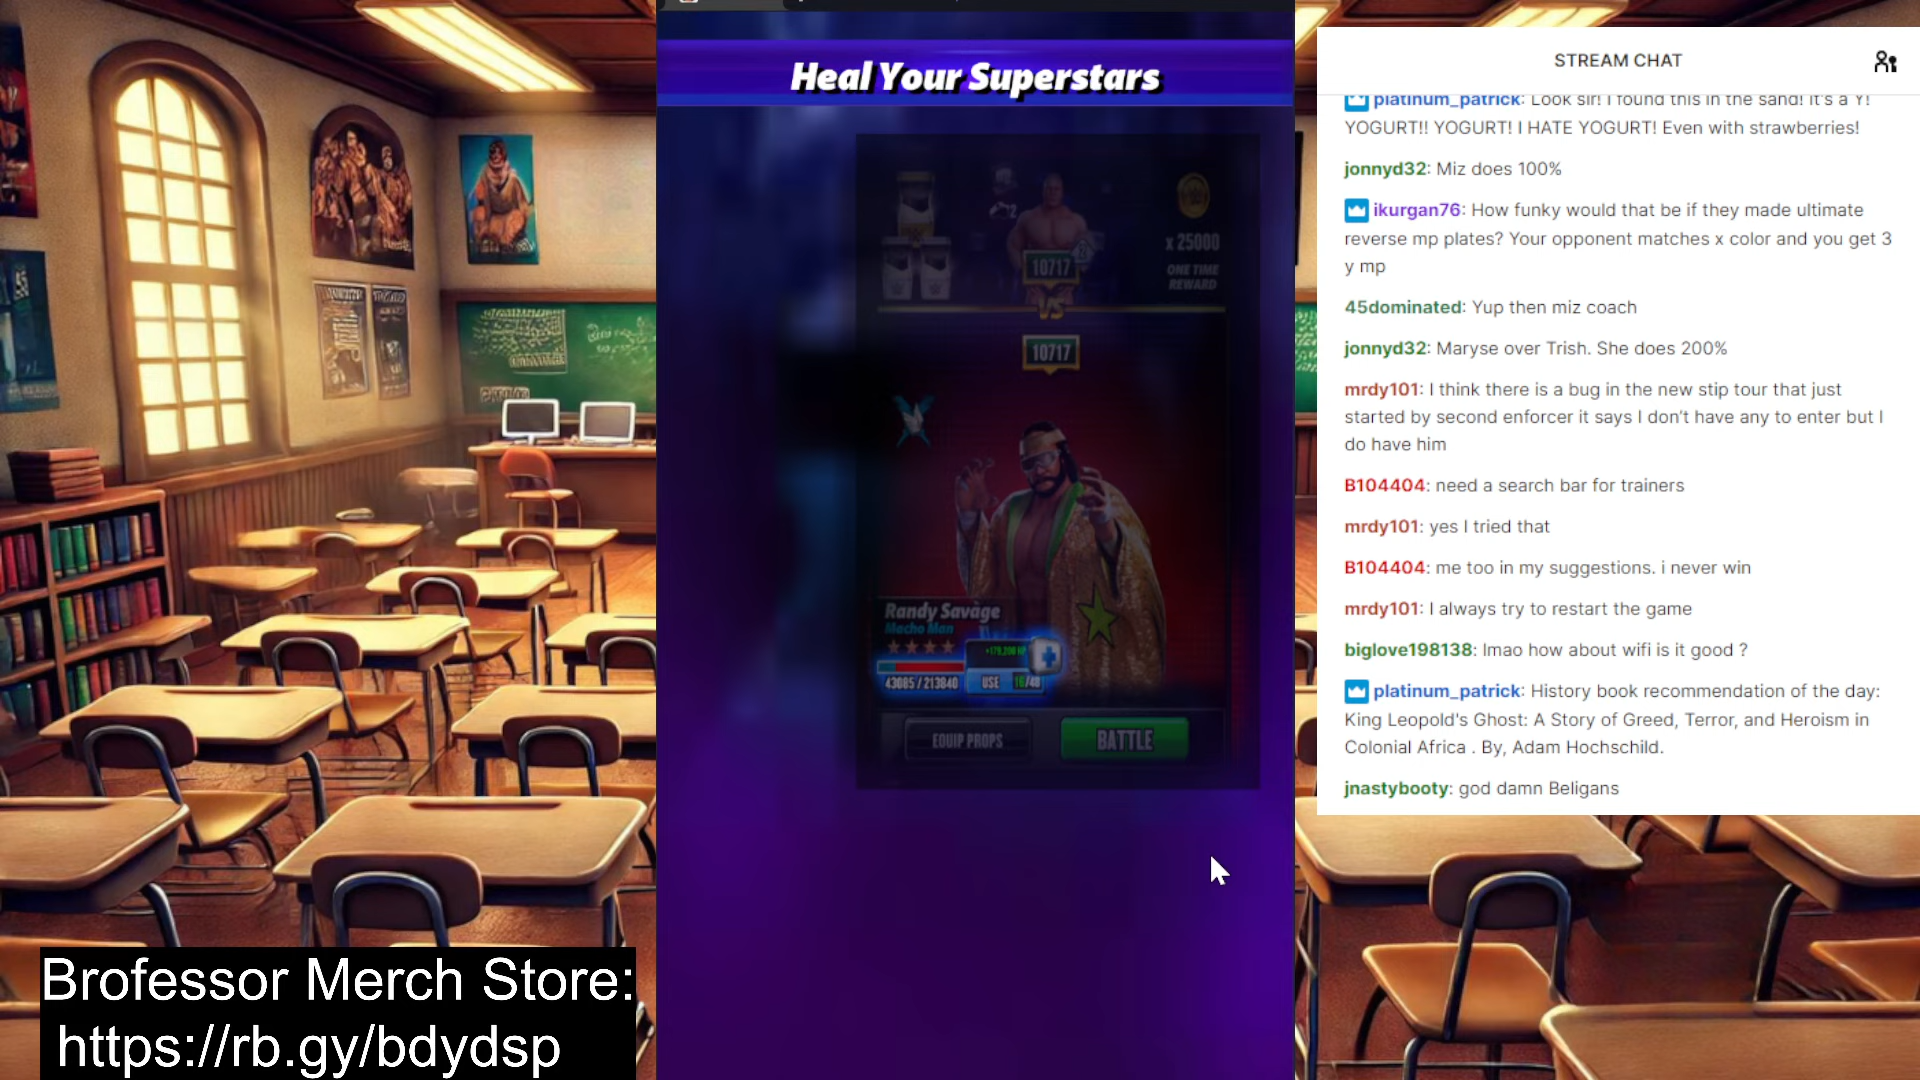 Heal Your Superstars
x 25000
10717
ONE TIME
REWARD
VS
10717
Randy Savage
Macho Man
+179,200 HP
43085 / 213840
USE
EQUIP PROPS
BATTLE
STREAM CHAT
platinum_patrick: Look sir! I found this in the sand! It's a Y!
YOGURT!! YOGURT! I HATE YOGURT! Even with strawberries!
jonnyd32: Miz does 100%
ikurgan76: How funky would that be if they made ultimate
reverse mp plates? Your opponent matches x color and you get 3
y mp
45dominated: Yup then miz coach
jonnyd32: Maryse over Trish. She does 200%
mrdy101: I think there is a bug in the new stip tour that just
started by second enforcer it says I don't have any to enter but I
do have him
B104404: need a search bar for trainers
mrdy101: yes I tried that
B104404: me too in my suggestions. i never win
mrdy101: I always try to restart the game
biglove198138: lmao how about wifi is it good ?
platinum_patrick: History book recommendation of the day:
King Leopold's Ghost: A Story of Greed, Terror, and Heroism in
Colonial Africa . By, Adam Hochschild.
jnastybooty: god damn Beligans
Brofessor Merch Store:
https://rb.gy/bdydsp